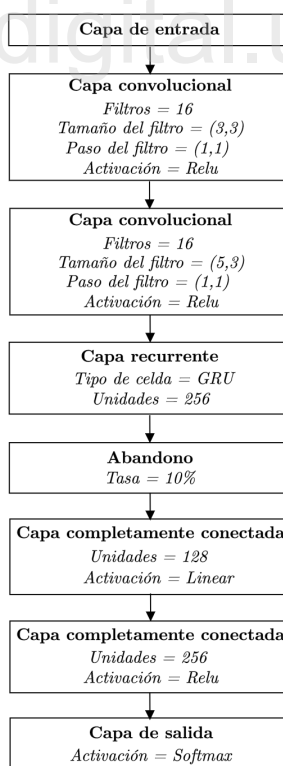 digital.u
Capa de entrada
Capa convolucional
Filtros = 16
Tamaño del filtro = (3,3)
Paso del filtro = (1,1)
Activación = Relu
Capa convolucional
Filtros = 16
Tamaño del filtro = (5,3)
Paso del filtro = (1,1)
Activación = Relu
Capa recurrente
Tipo de celda = GRU
Unidades = 256
Abandono
Tasa = 10%
Capa completamente conectada
Unidades = 128
Activación = Linear
Capa completamente conectada
Unidades = 256
Activación = Relu
Capa de salida
Activación = Softmax